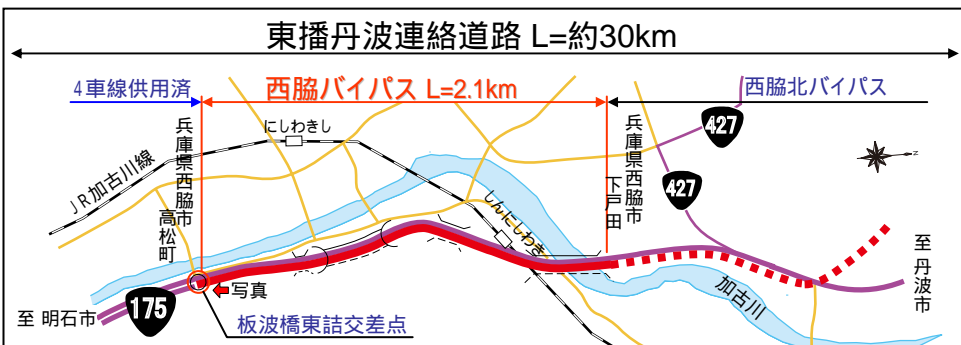 東播丹波連絡道路 L=約30km
4車線供用済
西脇バイパス L=2.1km
西脇北バイパス
兵庫県西脇市
高松町
にしわきし
JR加古川線
しんにしわき
兵庫県西脇市
下戸田
427
427
N
至 丹波市
加古川
写真
175
至 明石市
板波橋東詰交差点